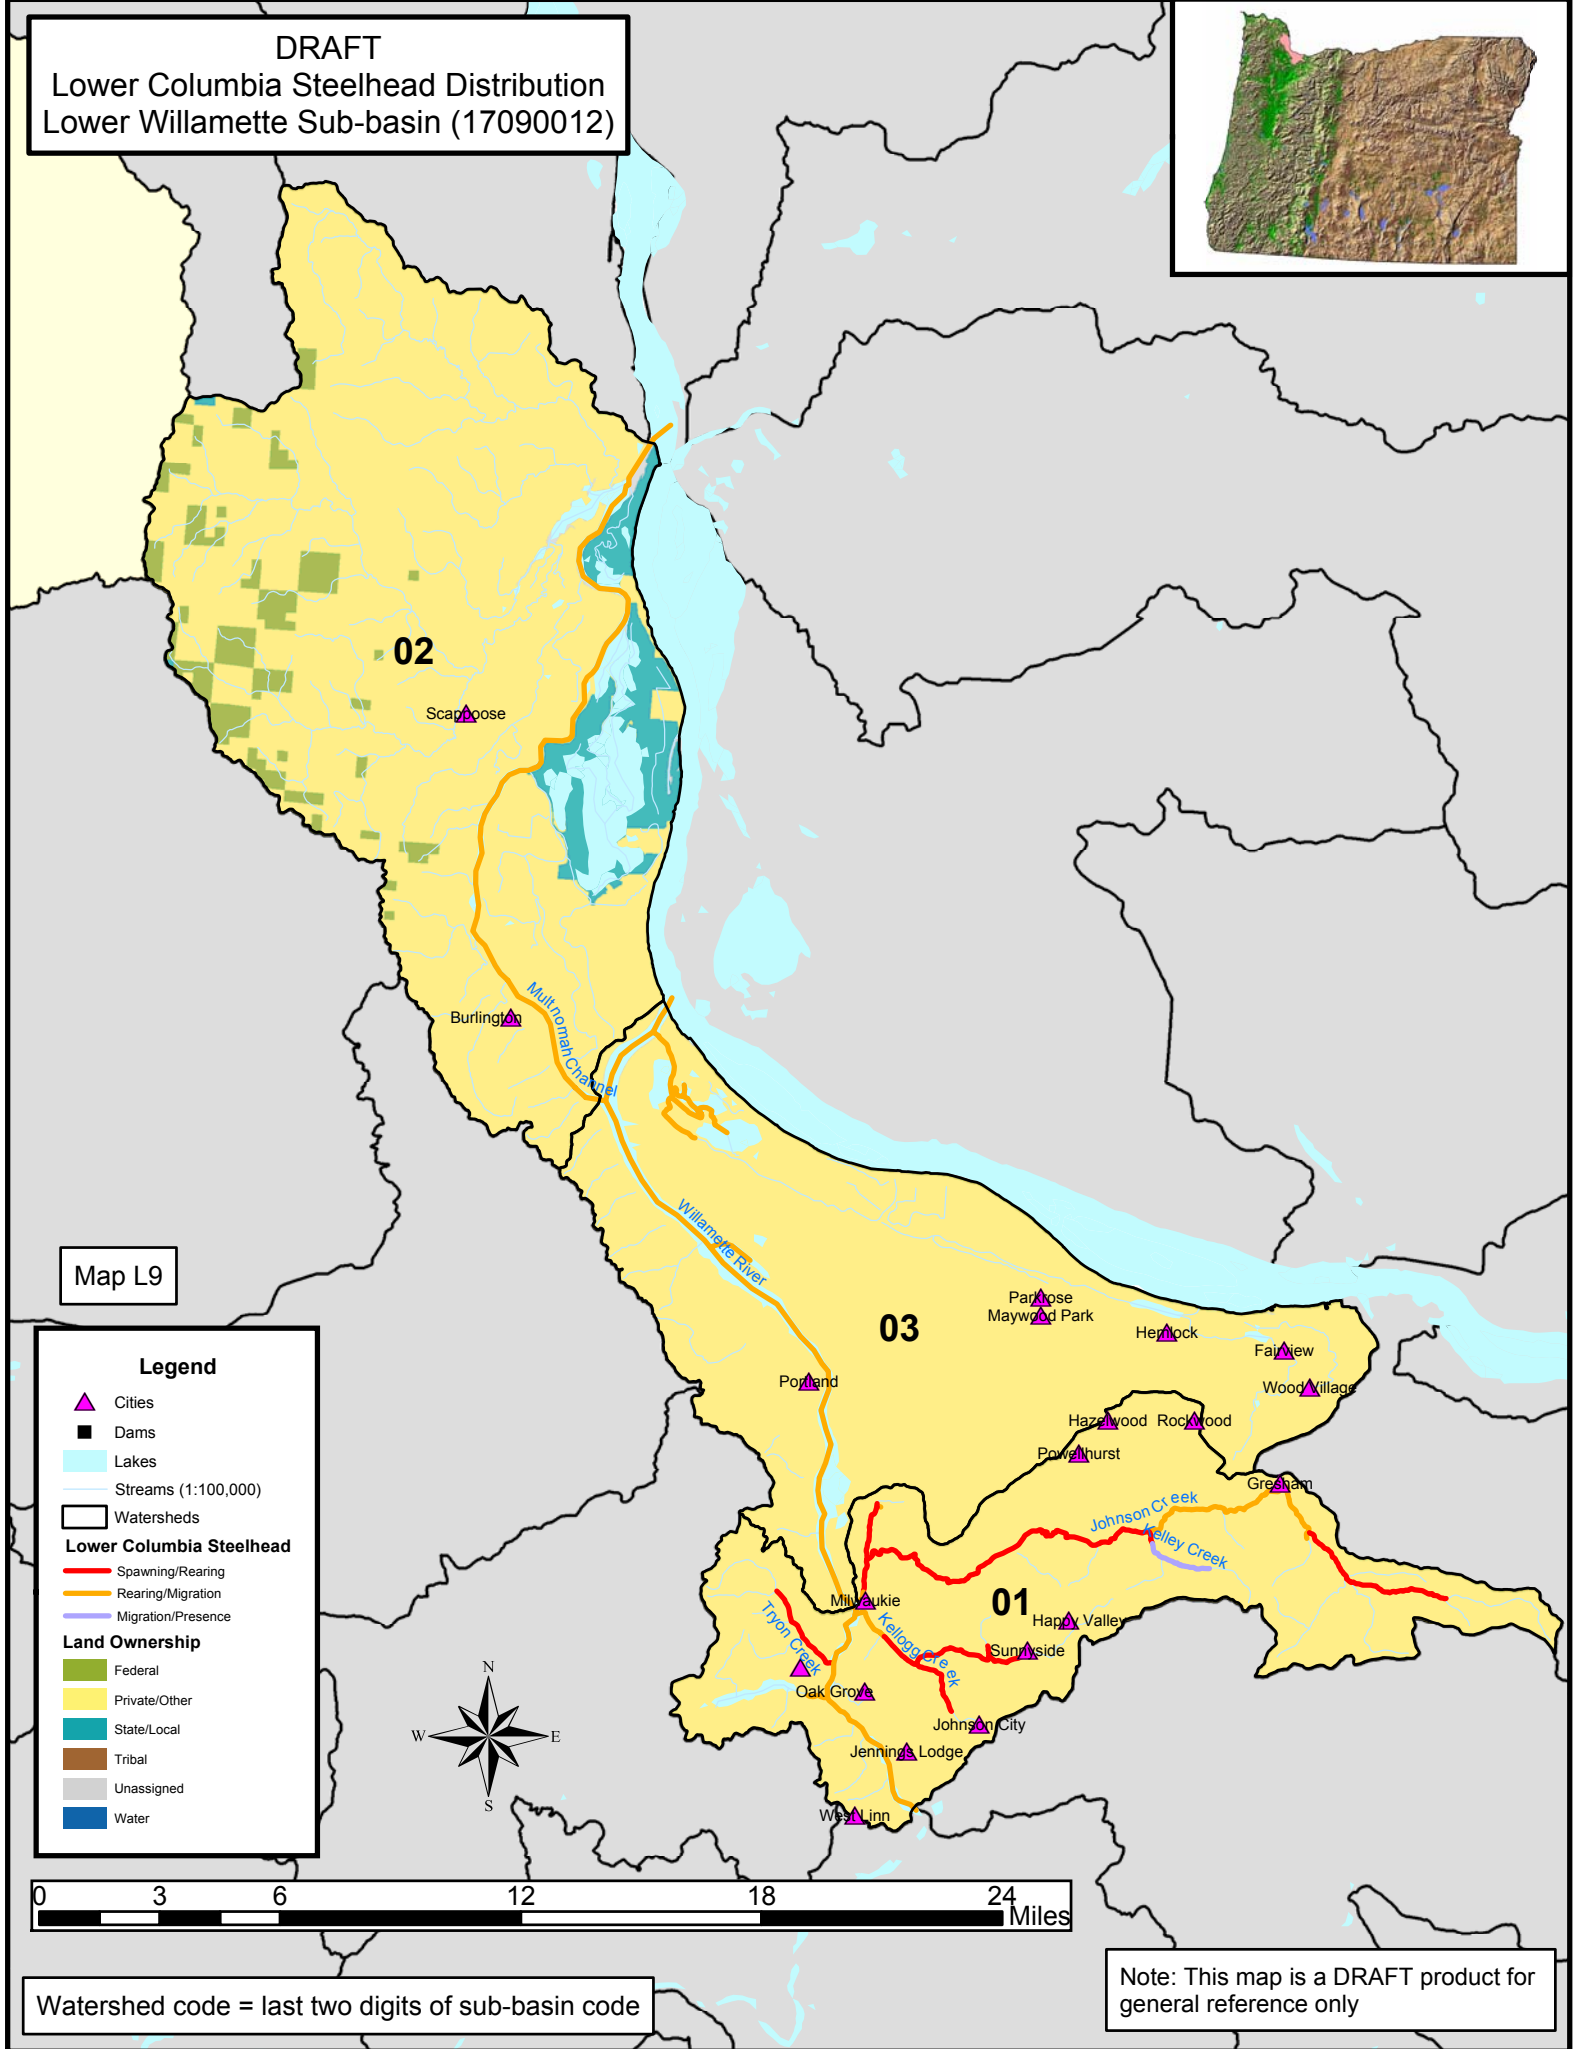 DRAFT
Lower Columbia Steelhead Distribution
Lower Willamette Sub-basin (17090012)
02
Scappoose
Burlington
Multnomah Channel
Willamette River
Map L9
03
Parkrose
Maywood Park
Hemlock
Fairview
Wood Village
Portland
Hazelwood
Rockwood
Powellhurst
Gresham
Johnson Creek
Kelley Creek
01
Milwaukie
Happy Valley
Sunnyside
Kellogg Creek
Tryon Creek
Oak Grove
Johnson City
Jennings Lodge
West Linn
Legend
Cities
Dams
Lakes
Streams (1:100,000)
Watersheds
Lower Columbia Steelhead
Spawning/Rearing
Rearing/Migration
Migration/Presence
Land Ownership
Federal
Private/Other
State/Local
Tribal
Unassigned
Water
N
W
E
S
0 3 6 12 18 24
Miles
Watershed code = last two digits of sub-basin code
Note: This map is a DRAFT product for
general reference only